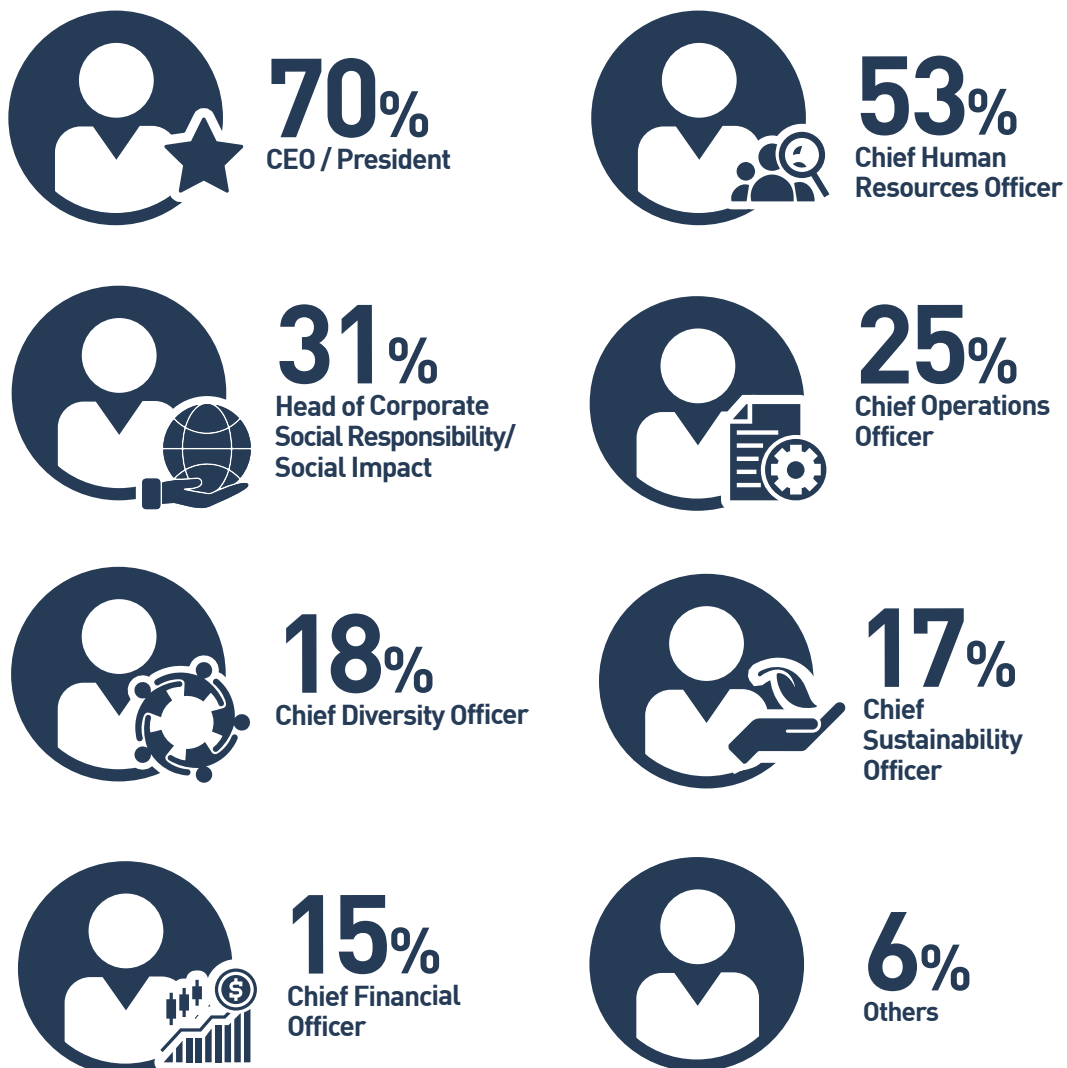 70%
CEO / President
53%
Chief Human
Resources Officer
31%
Head of Corporate
Social Responsibility/
Social Impact
25%
Chief Operations
Officer
18%
Chief Diversity Officer
17%
Chief
Sustainability
Officer
15%
$
Chief Financial
Officer
6%
Others